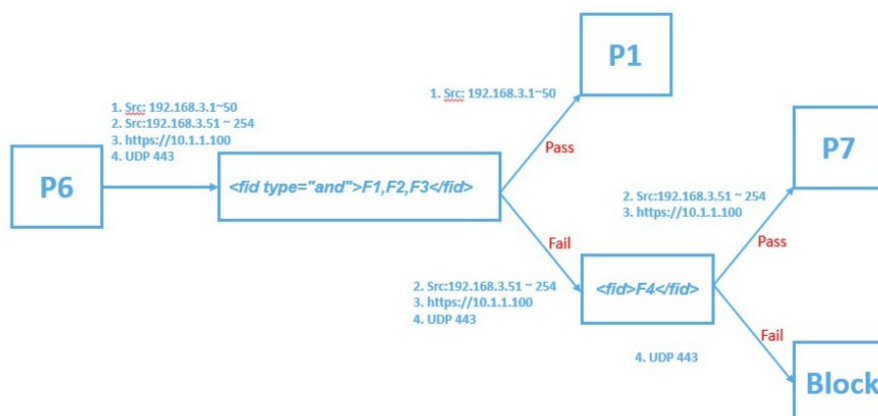 P6
1. Src: 192.168.3.1~50
2. Src:192.168.3.51 ~ 254
3. https://10.1.1.100
4. UDP 443
<fid type="and">F1,F2,F3</fid>
1. Src: 192.168.3.1~50
Pass
P1
Fail
2. Src:192.168.3.51 ~ 254
3. https://10.1.1.100
4. UDP 443
<fid>F4</fid>
2. Src:192.168.3.51 ~ 254
3. https://10.1.1.100
Pass
P7
Fail
4. UDP 443
Block